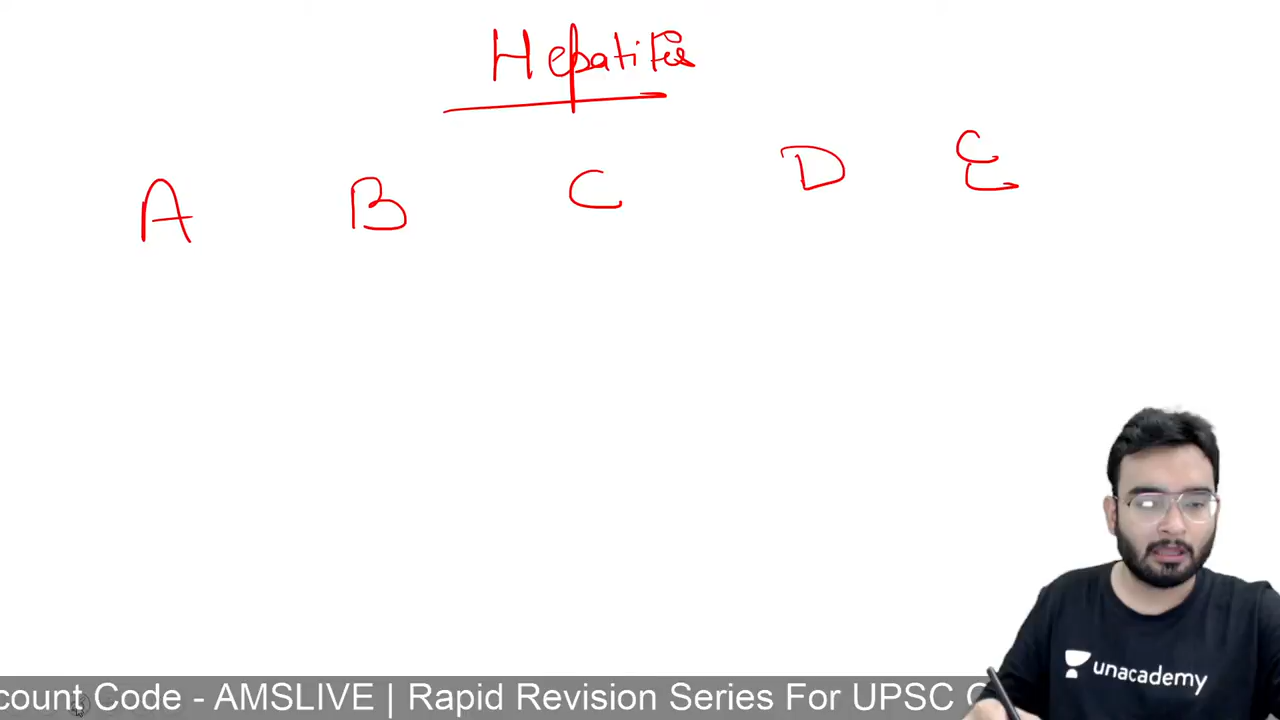 Hepatitis
A B C D E
unacademy
count Code - AMSLIVE | Rapid Revision Series For UPSC C